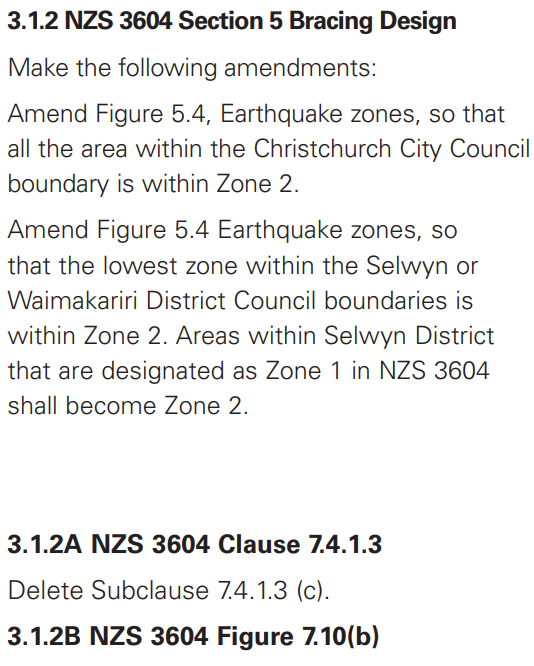 3.1.2 NZS 3604 Section 5 Bracing Design
Make the following amendments:
Amend Figure 5.4, Earthquake zones, so that
all the area within the Christchurch City Council
boundary is within Zone 2.
Amend Figure 5.4 Earthquake zones, so
that the lowest zone within the Selwyn or
Waimakariri District Council boundaries is
within Zone 2. Areas within Selwyn District
that are designated as Zone 1 in NZS 3604
shall become Zone 2.
3.1.2A NZS 3604 Clause 7.4.1.3
Delete Subclause 7.4.1.3 (c).
3.1.2B NZS 3604 Figure 7.10(b)